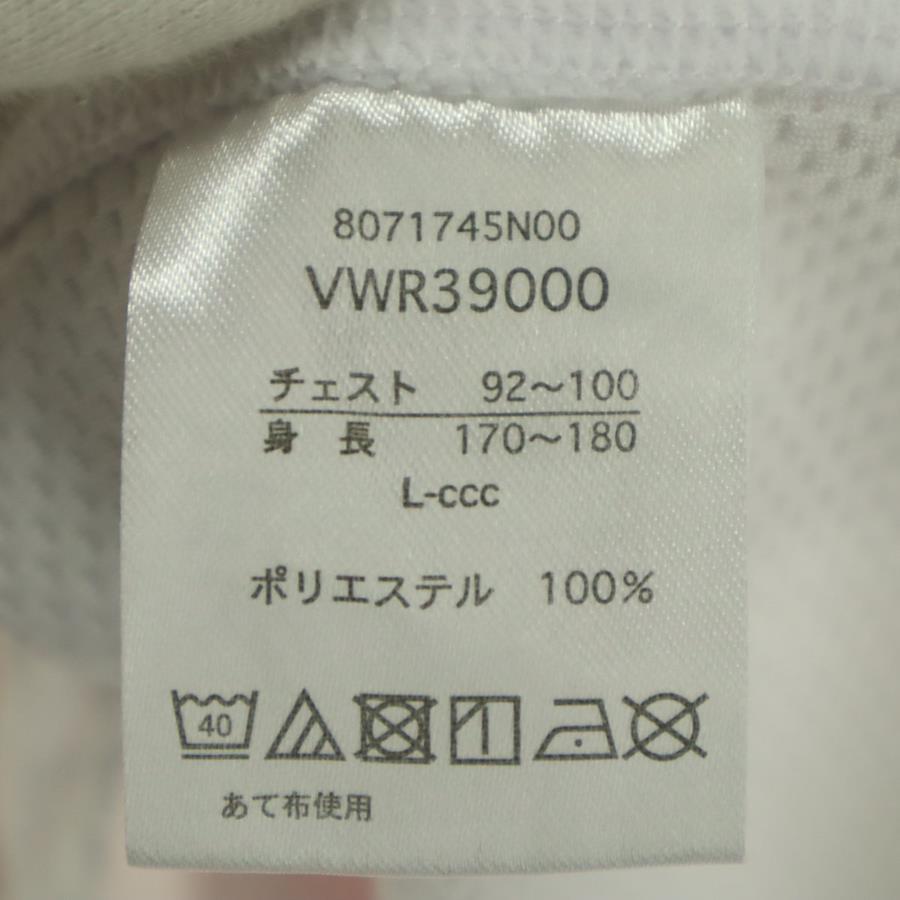 8071745N00
VWR39000
チェスト 92～100
身 長 170～180
L-ccc
ポリエステル 100%
40
あて布使用